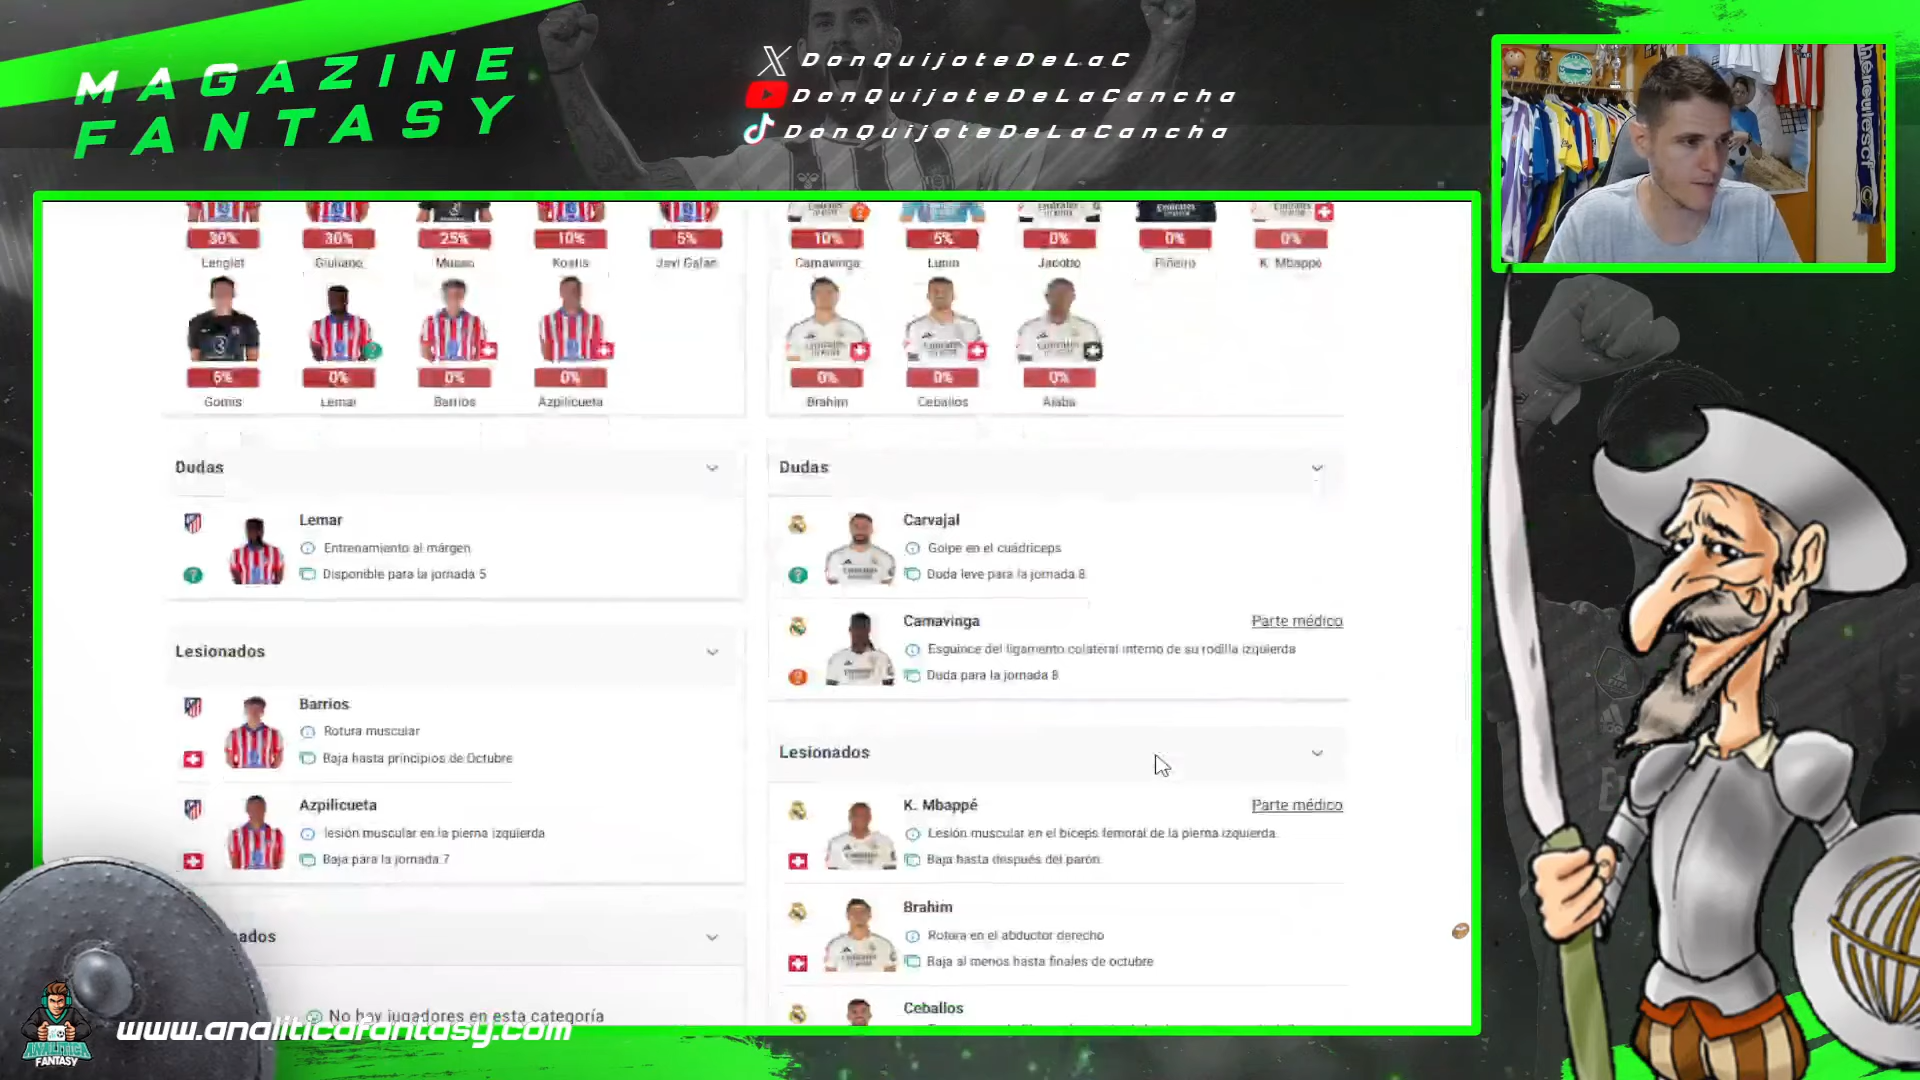 MAGAZINE
FANTASY
DonQuijoteDeLaC
DonQuijoteDeLaCancha
DonQuijoteDeLaCancha
30% 30% 25% 10% 5%
Lenglet Giuliano Musso Koke Javi Galán
10% 5% 0% 0% 0%
Camavinga Lunin Jacobo Piñeiro K. Mbappé
5% 0% 0% 0%
Gomis Lemar Barrios Azpilicueta
0% 0% 0%
Brahim Ceballos Alaba
Dudas
Lemar
Entrenamiento al márgen
Disponible para la jornada 5
Lesionados
Barrios
Rotura muscular
Baja hasta principios de Octubre
Azpilicueta
lesión muscular en la pierna izquierda
Baja para la jornada 7
ados
No hay jugadores en esta categoría
Dudas
Carvajal
Golpe en el cuádriceps
Duda leve para la jornada 8
Camavinga
Parte médico
Esguince del ligamento colateral interno de su rodilla izquierda
Duda para la jornada 8
Lesionados
K. Mbappé
Parte médico
Lesión muscular en el bíceps femoral de la pierna izquierda.
Baja hasta después del parón.
Brahim
Rotura en el abductor derecho
Baja al menos hasta finales de octubre
Ceballos
ANALITICA
FANTASY
www.analiticafantasy.com